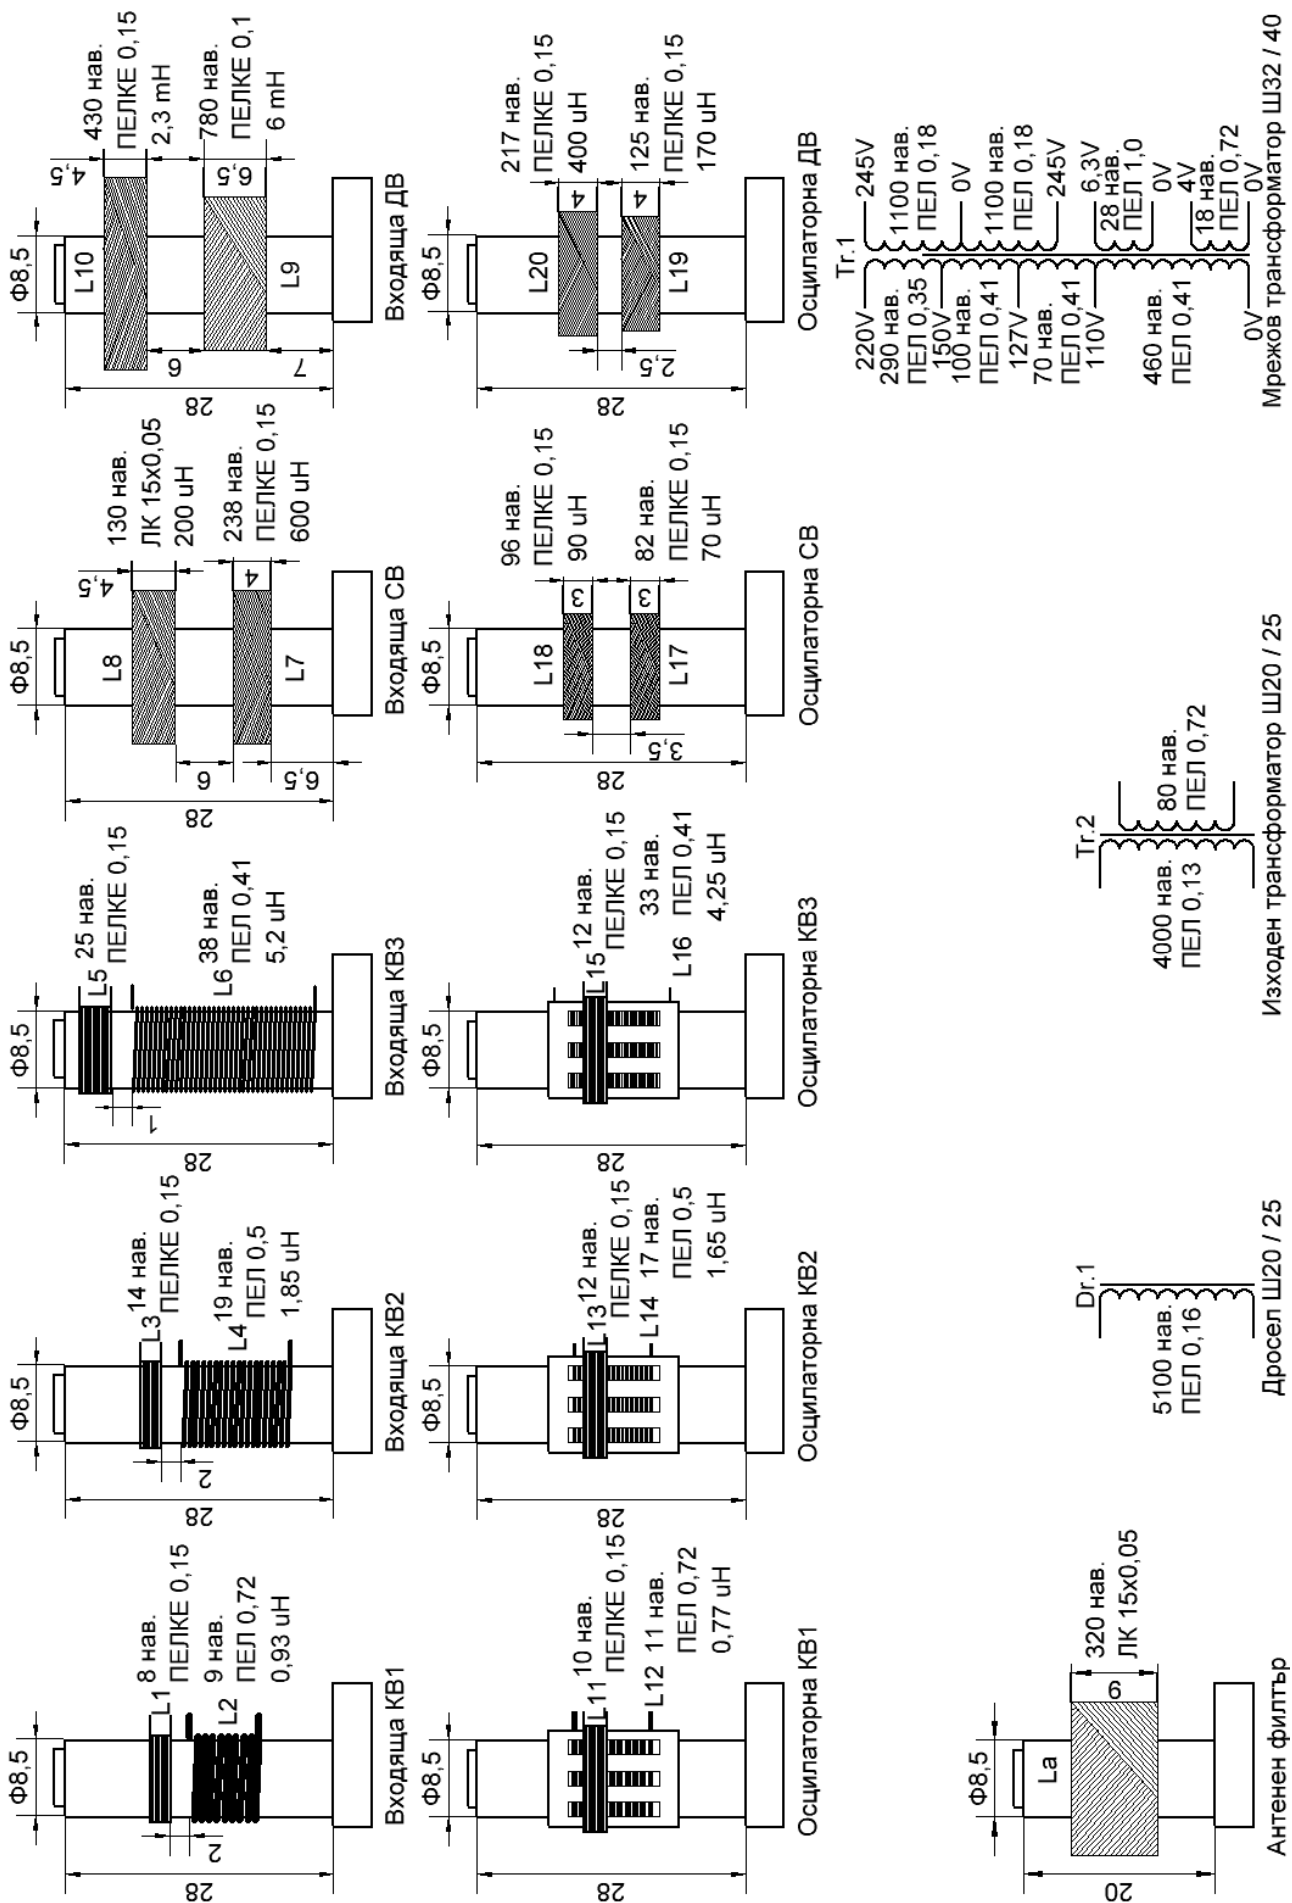 Ф8,5
28
2
L1
8 нав.
ПЕЛКЕ 0,15
L2
9 нав.
ПЕЛ 0,72
0,93 uH
Входяща КВ1
Ф8,5
28
2
L3
14 нав.
ПЕЛКЕ 0,15
L4
19 нав.
ПЕЛ 0,5
1,85 uH
Входяща КВ2
Ф8,5
28
1
L5
25 нав.
ПЕЛКЕ 0,15
L6
38 нав.
ПЕЛ 0,41
5,2 uH
Входяща КВ3
Ф8,5
28
6
6,5
L8
4,5
130 нав.
ЛК 15x0,05
200 uH
L7
4
238 нав.
ПЕЛКЕ 0,15
600 uH
Входяща СВ
Ф8,5
28
6
7
L10
4,5
430 нав.
ПЕЛКЕ 0,15
2,3 mH
L9
6,5
780 нав.
ПЕЛКЕ 0,1
6 mH
Входяща ДВ
Ф8,5
28
L11
10 нав.
ПЕЛКЕ 0,15
L12 11 нав.
ПЕЛ 0,72
0,77 uH
Осцилаторна КВ1
Ф8,5
28
L13
12 нав.
ПЕЛКЕ 0,15
L14 17 нав.
ПЕЛ 0,5
1,65 uH
Осцилаторна КВ2
Ф8,5
28
L15
12 нав.
ПЕЛКЕ 0,15
L16
33 нав.
ПЕЛ 0,41
4,25 uH
Осцилаторна КВ3
Ф8,5
28
3,5
L18
3
96 нав.
ПЕЛКЕ 0,15
90 uH
L17
3
82 нав.
ПЕЛКЕ 0,15
70 uH
Осцилаторна СВ
Ф8,5
28
2,5
L20
4
217 нав.
ПЕЛКЕ 0,15
400 uH
L19
4
125 нав.
ПЕЛКЕ 0,15
170 uH
Осцилаторна ДВ
Ф8,5
20
La
9
320 нав.
ЛК 15x0,05
Антенен филтър
Dr.1
5100 нав.
ПЕЛ 0,16
Дросел Ш20 / 25
Tr.2
4000 нав.
ПЕЛ 0,13
80 нав.
ПЕЛ 0,72
Изходен трансформатор Ш20 / 25
Tr.1
220V
290 нав.
ПЕЛ 0,35
150V
100 нав.
ПЕЛ 0,41
127V
70 нав.
ПЕЛ 0,41
110V
460 нав.
ПЕЛ 0,41
0V
245V
1100 нав.
ПЕЛ 0,18
0V
1100 нав.
ПЕЛ 0,18
245V
6,3V
28 нав.
ПЕЛ 1,0
0V
4V
18 нав.
ПЕЛ 0,72
0V
Мрежов трансформатор Ш32 / 40